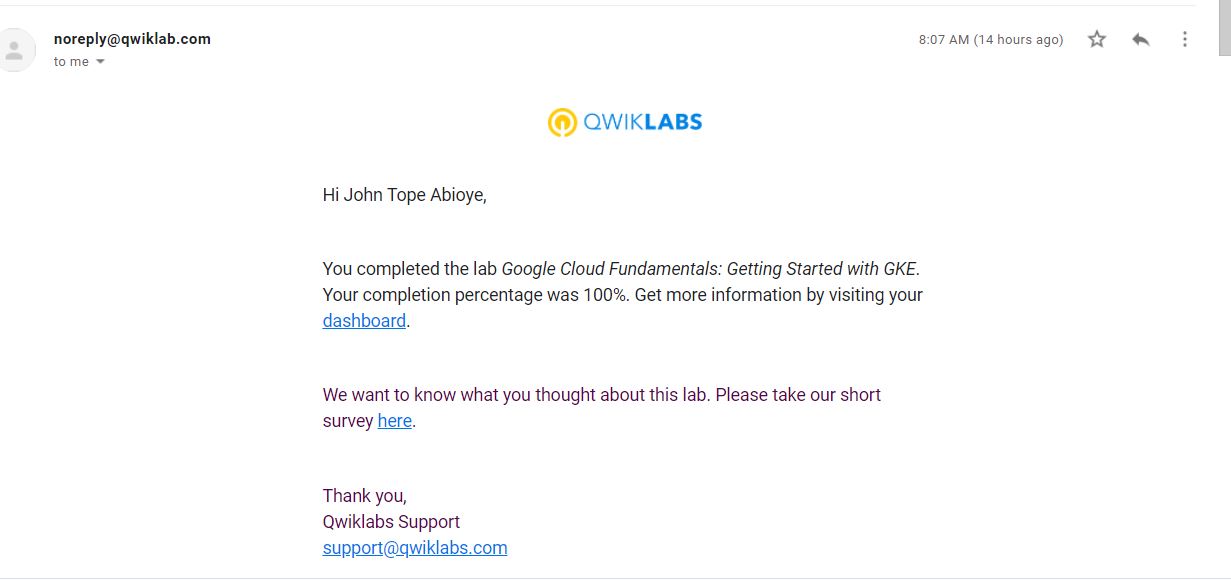 noreply@qwiklab.com
8:07 AM (14 hours ago)
to me
QWIKLABS
Hi John Tope Abioye,
You completed the lab Google Cloud Fundamentals: Getting Started with GKE.
Your completion percentage was 100%. Get more information by visiting your
dashboard.
We want to know what you thought about this lab. Please take our short
survey here.
Thank you,
Qwiklabs Support
support@qwiklabs.com